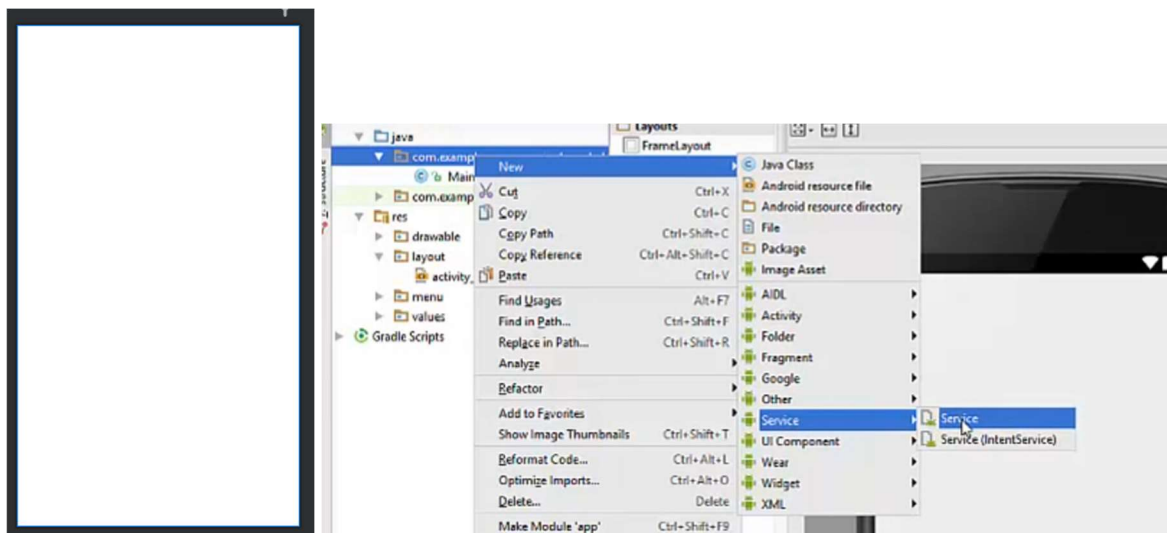 java
Layouts
FrameLayout
com.examp
Main
com.examp
res
drawable
layout
activity_
menu
values
Gradle Scripts
New
Cut Ctrl+X
Copy Ctrl+C
Copy Path Ctrl+Shift+C
Copy Reference Ctrl+Alt+Shift+C
Paste Ctrl+V
Find Usages Alt+F7
Find in Path... Ctrl+Shift+F
Replace in Path... Ctrl+Shift+R
Analyze
Refactor
Add to Favorites
Show Image Thumbnails Ctrl+Shift+T
Reformat Code... Ctrl+Alt+L
Optimize Imports... Ctrl+Alt+O
Delete... Delete
Make Module 'app' Ctrl+Shift+F9
Java Class
Android resource file
Android resource directory
File
Package
Image Asset
AIDL
Activity
Folder
Fragment
Google
Other
Service
UI Component
Wear
Widget
XML
Service
Service (IntentService)